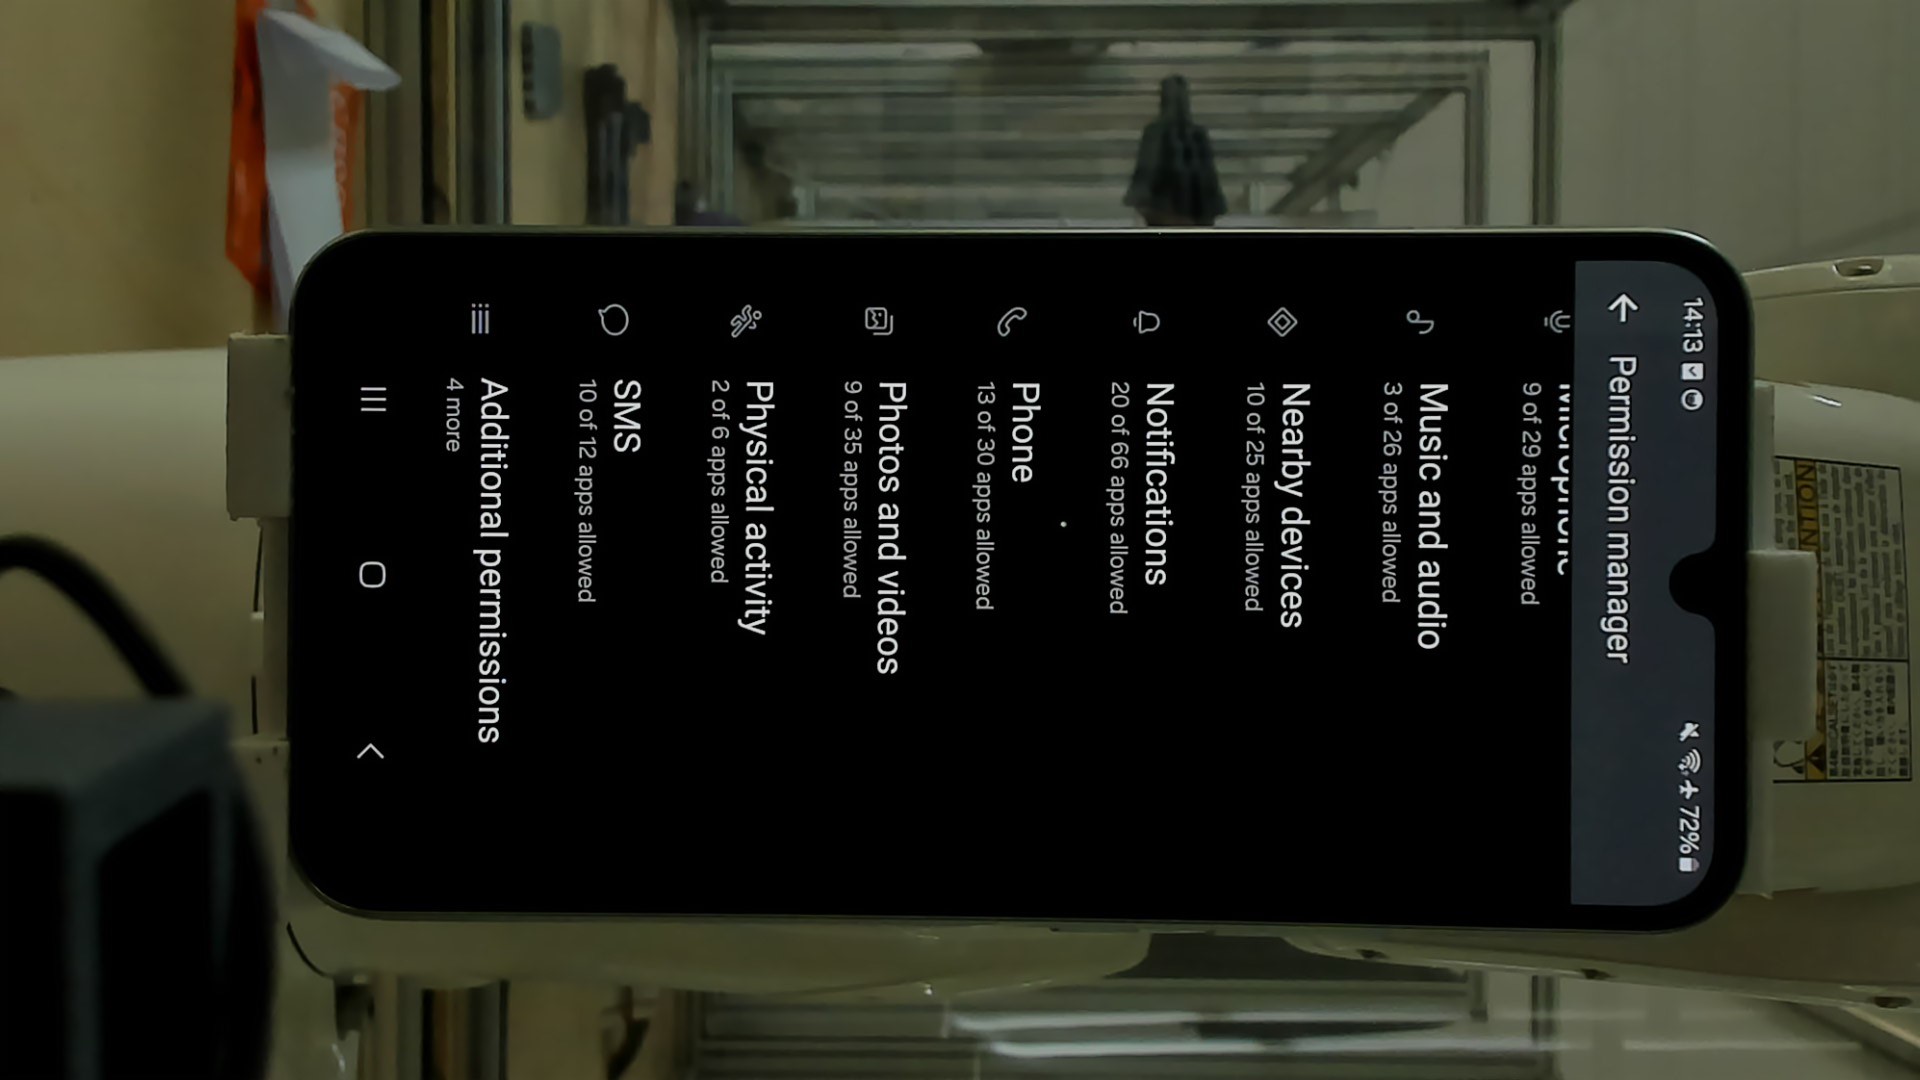 14:13
72%
Permission manager
Microphone
9 of 29 apps allowed
Music and audio
3 of 26 apps allowed
Nearby devices
10 of 25 apps allowed
Notifications
20 of 66 apps allowed
Phone
13 of 30 apps allowed
Photos and videos
9 of 35 apps allowed
Physical activity
2 of 6 apps allowed
SMS
10 of 12 apps allowed
Additional permissions
4 more